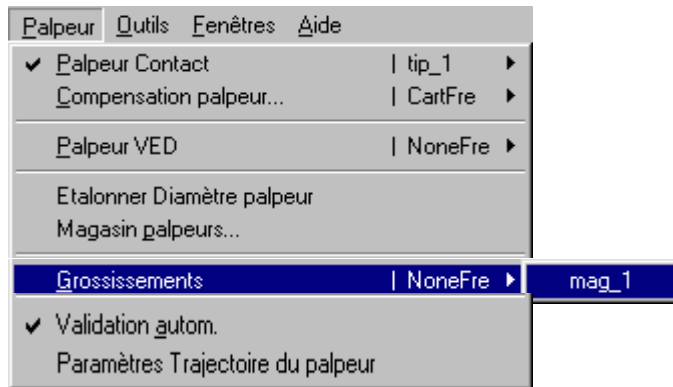 Palpeur Outils Fenêtres Aide
Palpeur Contact | tip_1
Compensation palpeur... | CartFre
Palpeur VED | NoneFre
Etalonner Diamètre palpeur
Magasin palpeurs...
Grossissements | NoneFre mag_1
Validation autom.
Paramètres Trajectoire du palpeur